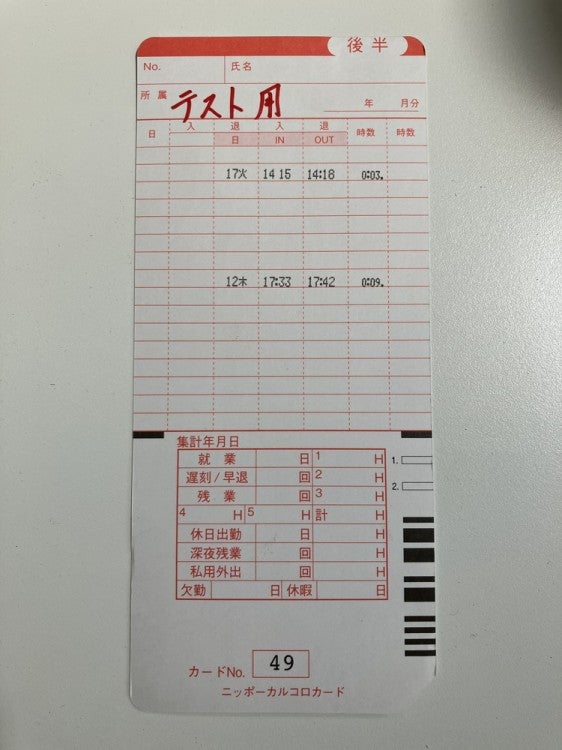 後半
No. 氏名
所属 テスト用 年 月分
日 入 退 入 退 時数 時数
日 IN OUT
17火 14 15 14:18 0:03.
12木 17:33 17:42 0:09.
集計年月日
就業 日 1 H
遅刻/早退 回 2 H
残業 回 3 H
4 H 5 H 計 H
休日出勤 日 H
深夜残業 回 H
私用外出 回 H
欠勤 日 休暇 日
1.
2.
カードNo. 49
ニッポーカルコロカード